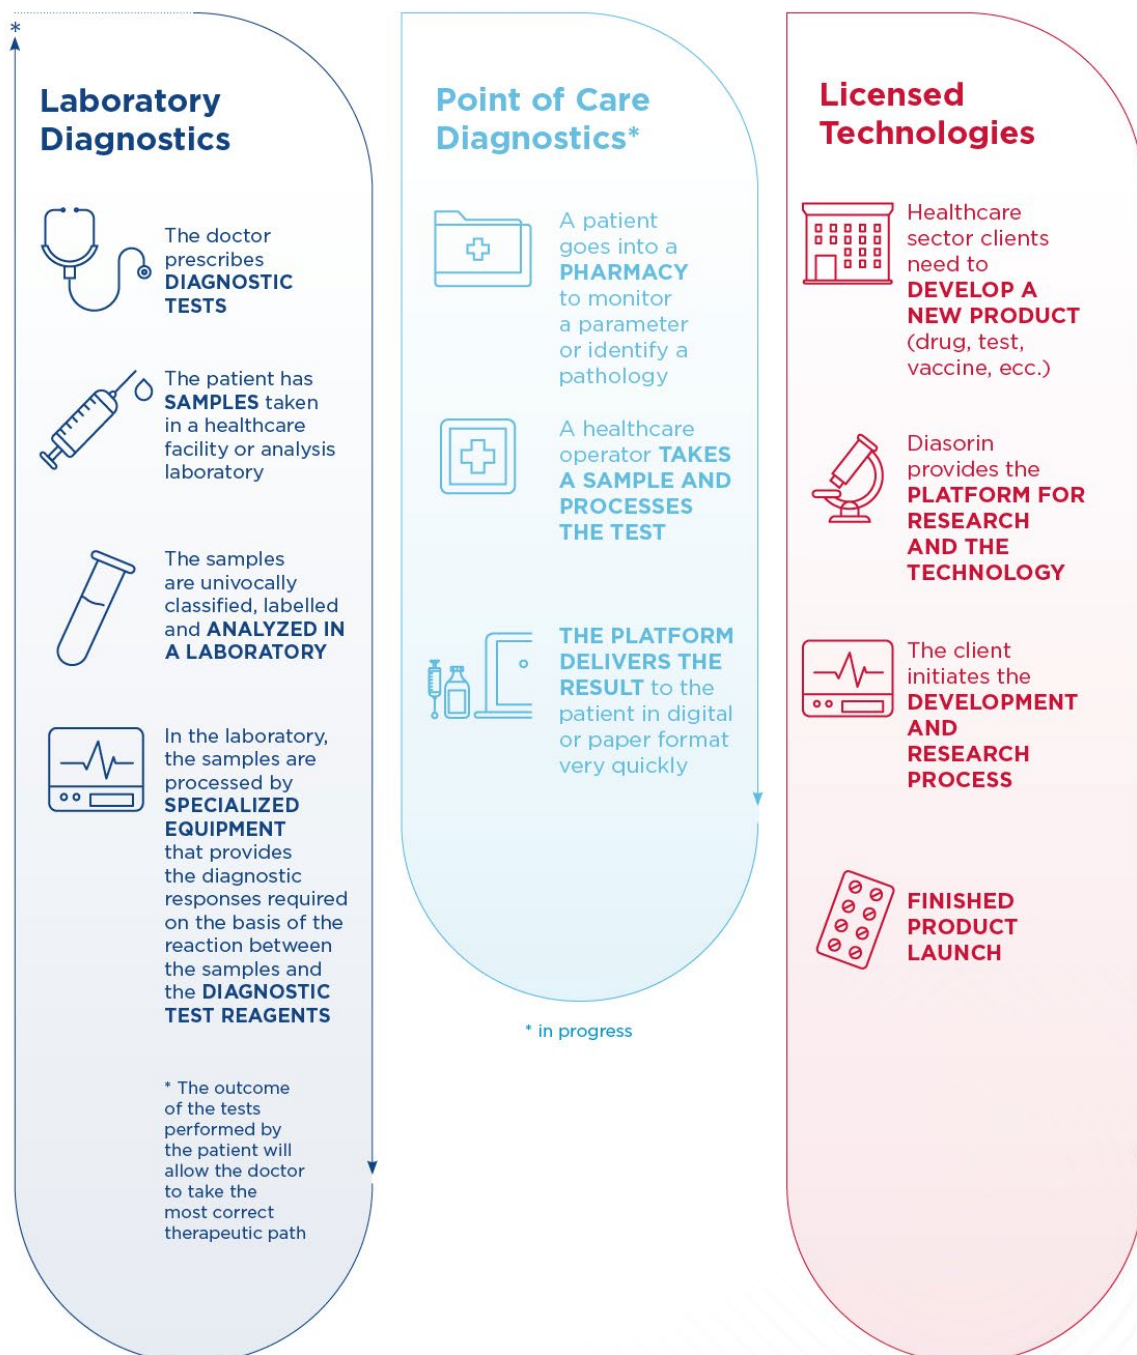 *
Laboratory
Diagnostics
The doctor
prescribes
DIAGNOSTIC
TESTS
The patient has
SAMPLES taken
in a healthcare
facility or analysis
laboratory
The samples
are univocally
classified, labelled
and ANALYZED IN
A LABORATORY
In the laboratory,
the samples are
processed by
SPECIALIZED
EQUIPMENT
that provides
the diagnostic
responses required
on the basis of the
reaction between
the samples and
the DIAGNOSTIC
TEST REAGENTS
* The outcome
of the tests
performed by
the patient will
allow the doctor
to take the
most correct
therapeutic path
Point of Care
Diagnostics*
A patient
goes into a
PHARMACY
to monitor
a parameter
or identify a
pathology
A healthcare
operator TAKES
A SAMPLE AND
PROCESSES
THE TEST
THE PLATFORM
DELIVERS THE
RESULT to the
patient in digital
or paper format
very quickly
* in progress
Licensed
Technologies
Healthcare
sector clients
need to
DEVELOP A
NEW PRODUCT
(drug, test,
vaccine, ecc.)
Diasorin
provides the
PLATFORM FOR
RESEARCH
AND THE
TECHNOLOGY
The client
initiates the
DEVELOPMENT
AND
RESEARCH
PROCESS
FINISHED
PRODUCT
LAUNCH